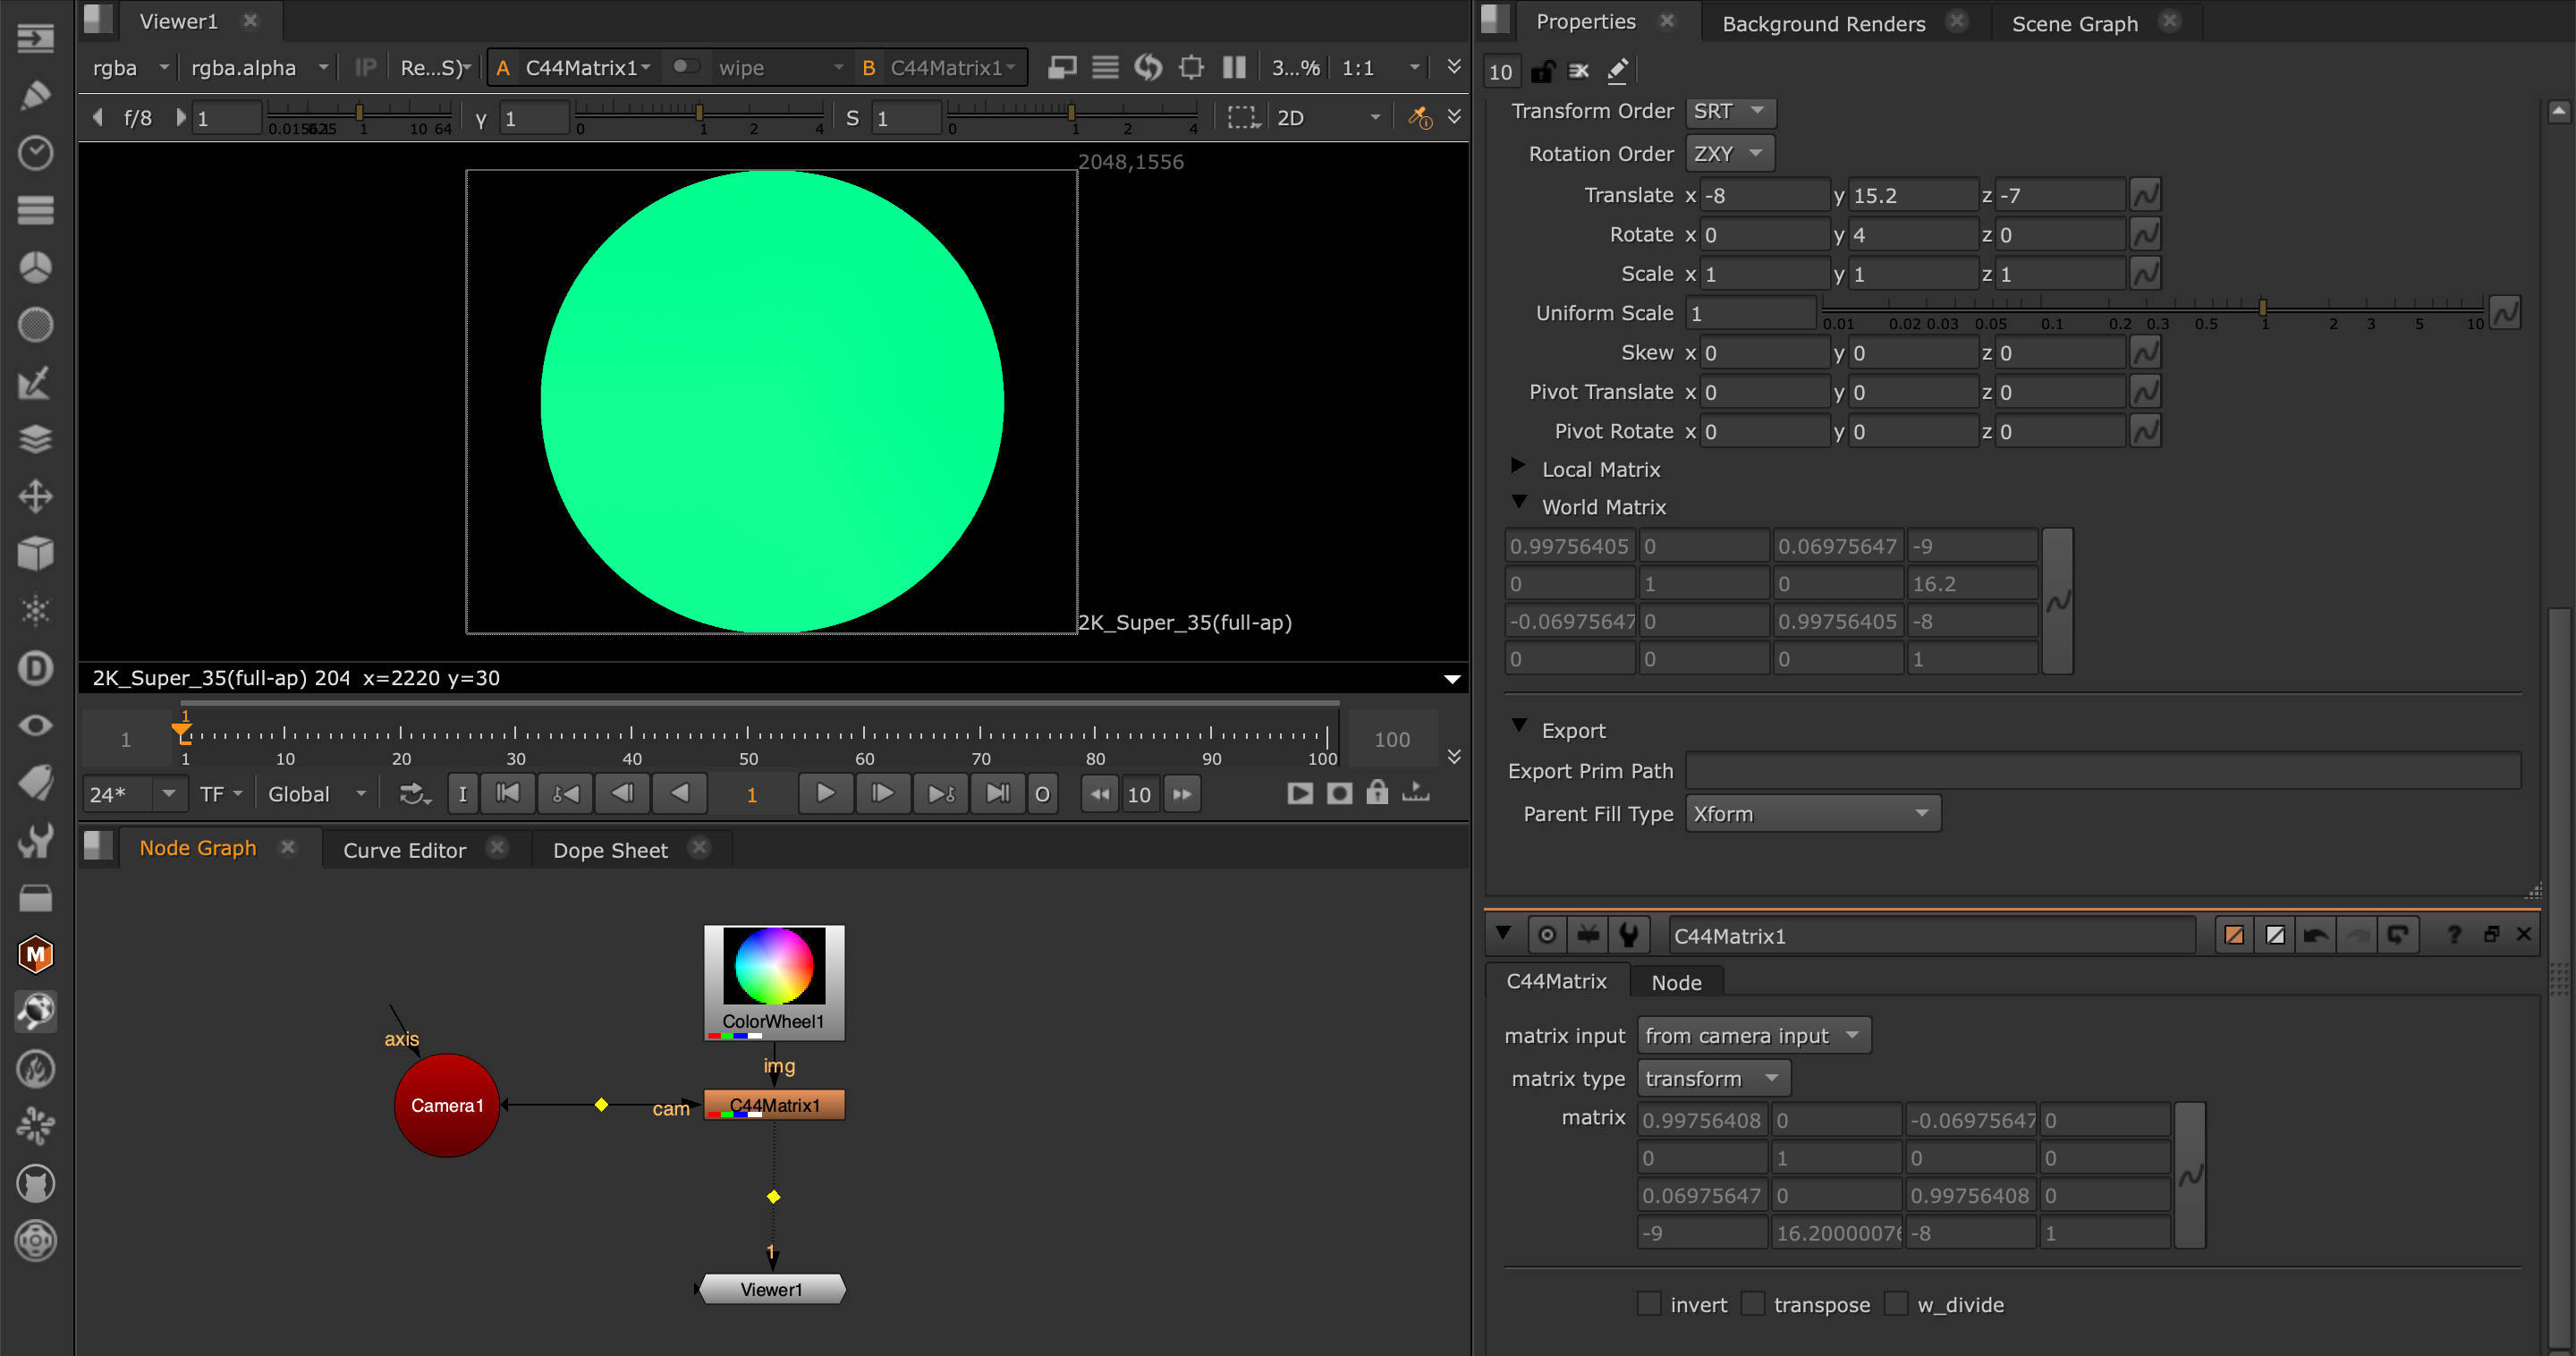 Viewer1
rgba rgba.alpha IP Re...S) A C44Matrix1 wipe B C44Matrix1 3...% 1:1
f/8 1 1 10 64 Y 1 0 1 2 4 S 1 0 1 2 4 2D
2048,1556
2K_Super_35(full-ap)
2K_Super_35(full-ap) 204 x=2220 y=30
1
1 1 10 20 30 40 50 60 70 80 90 100 100
24* TF Global I 1 O 10
Node Graph Curve Editor Dope Sheet
ColorWheel1
img
axis
Camera1
cam
C44Matrix1
1
Viewer1
Properties Background Renders Scene Graph
10
Transform Order SRT
Rotation Order ZXY
Translate x -8 y 15.2 z -7
Rotate x 0 y 4 z 0
Scale x 1 y 1 z 1
Uniform Scale 1 0.01 0.02 0.03 0.05 0.1 0.2 0.3 0.5 1 2 3 5 10
Skew x 0 y 0 z 0
Pivot Translate x 0 y 0 z 0
Pivot Rotate x 0 y 0 z 0
Local Matrix
World Matrix
0.99756405 0 0.06975647 -9
0 1 0 16.2
-0.06975647 0 0.99756405 -8
0 0 0 1
Export
Export Prim Path
Parent Fill Type Xform
C44Matrix1 ?
C44Matrix Node
matrix input from camera input
matrix type transform
matrix 0.99756408 0 -0.06975647 0
0 1 0 0
0.06975647 0 0.99756408 0
-9 16.2000007 -8 1
invert transpose w_divide
D
M